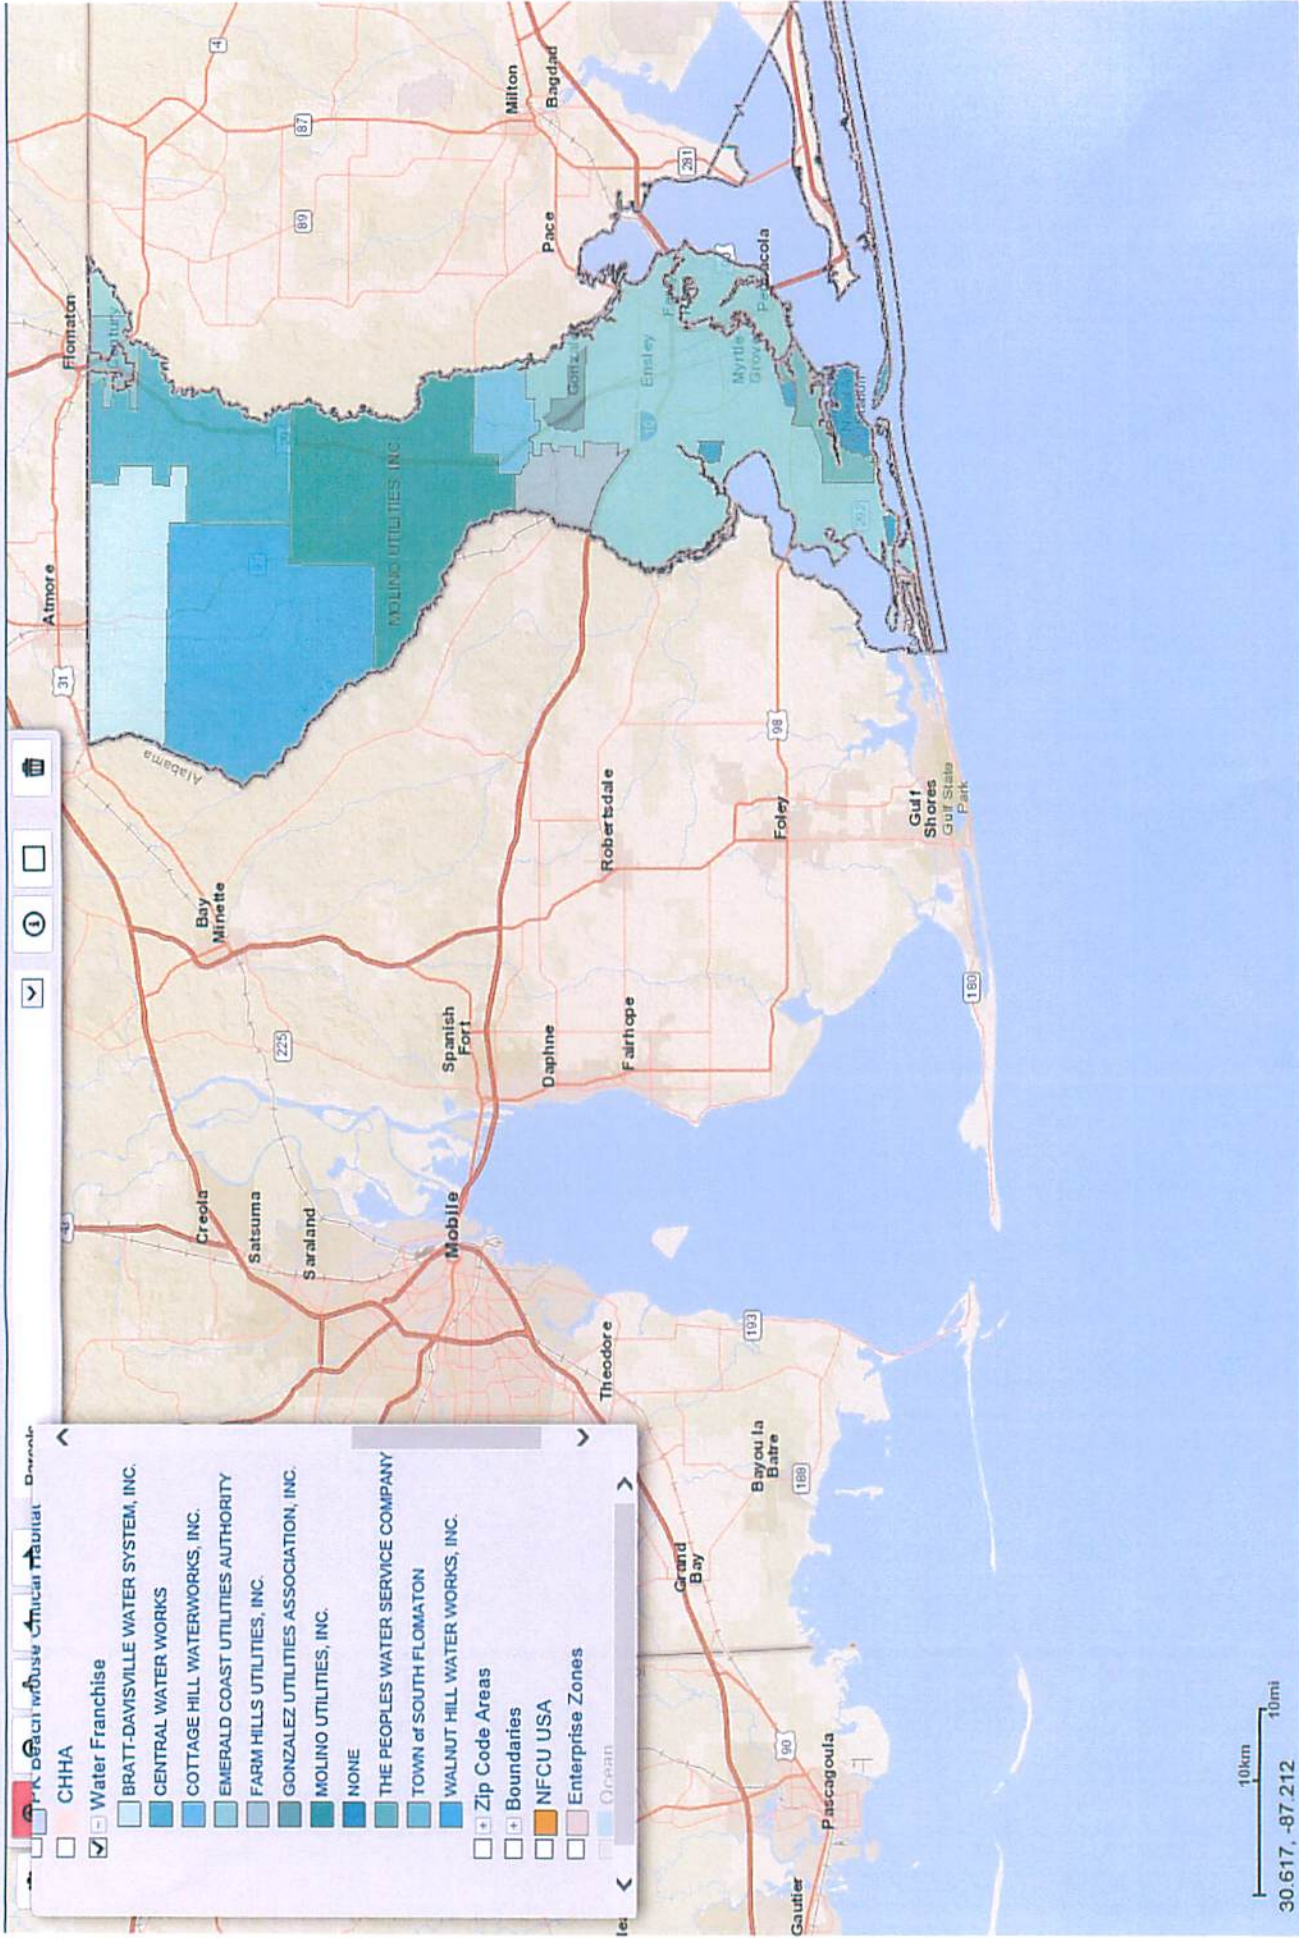 CHHA
Water Franchise
BRATT-DAVISVILLE WATER SYSTEM, INC.
CENTRAL WATER WORKS
COTTAGE HILL WATERWORKS, INC.
EMERALD COAST UTILITIES AUTHORITY
FARM HILLS UTILITIES, INC.
GONZALEZ UTILITIES ASSOCIATION, INC.
MOLINO UTILITIES, INC.
NONE
THE PEOPLES WATER SERVICE COMPANY
TOWN of SOUTH FLOMATON
WALNUT HILL WATER WORKS, INC.
Zip Code Areas
Boundaries
NFCU USA
Enterprise Zones
Ocean
Atmore
Flomaton
31
4
Alabama
Bay
Minette
87
89
Creola
Satsuma
Saraland
225
MOLINO UTILITIES INC.
Milton
Bagdad
Pace
Mobile
Spanish
Fort
Daphne
Fairhope
Robertsdale
Ensley
10
281
Theodore
Myrtle
Grove
193
98
Foley
Bayou la
Batre
188
Grand
Bay
Gulf
Shores
Gulf State
Park
180
90
Pascagoula
Gautier
10km
10mi
30.617, -87.212